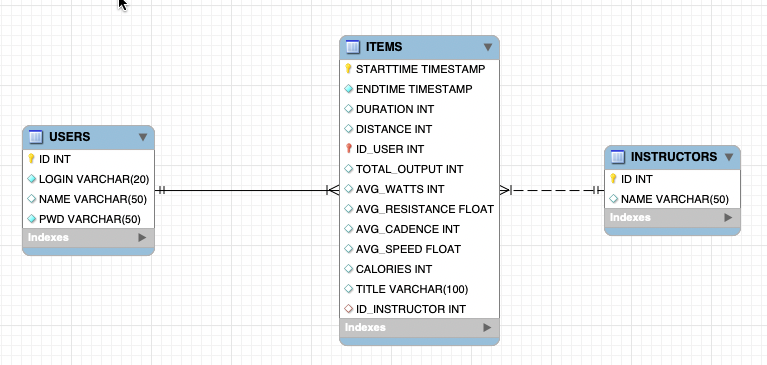 USERS
ID INT
LOGIN VARCHAR(20)
NAME VARCHAR(50)
PWD VARCHAR(50)
Indexes
ITEMS
STARTTIME TIMESTAMP
ENDTIME TIMESTAMP
DURATION INT
DISTANCE INT
ID_USER INT
TOTAL_OUTPUT INT
AVG_WATTS INT
AVG_RESISTANCE FLOAT
AVG_CADENCE INT
AVG_SPEED FLOAT
CALORIES INT
TITLE VARCHAR(100)
ID_INSTRUCTOR INT
Indexes
INSTRUCTORS
ID INT
NAME VARCHAR(50)
Indexes